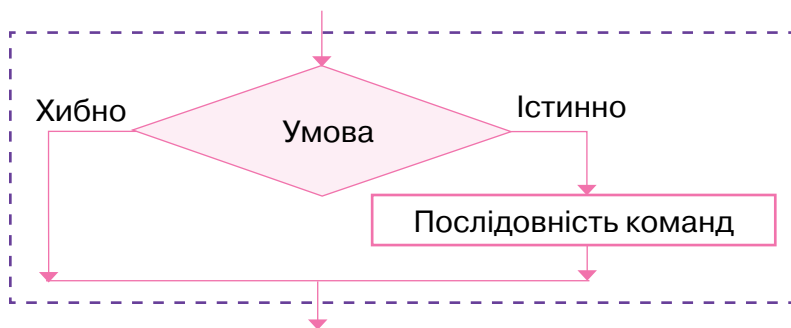 Хибно
Істинно
Умова
Послідовність команд